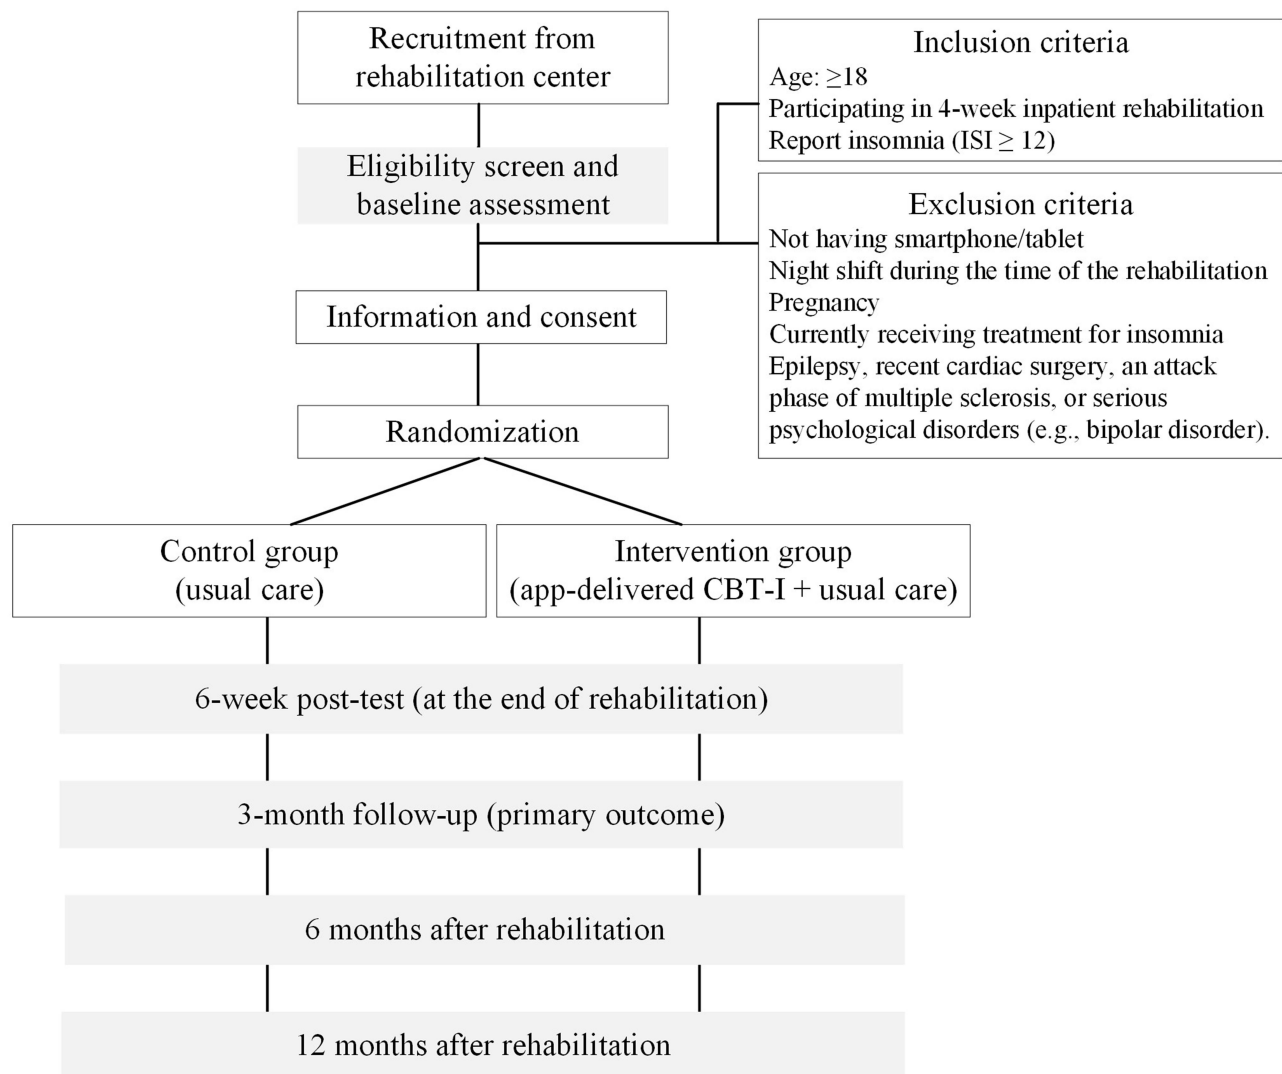 Recruitment from
rehabilitation center
Inclusion criteria
Age: ≥18
Participating in 4-week inpatient rehabilitation
Report insomnia (ISI ≥ 12)
Eligibility screen and
baseline assessment
Exclusion criteria
Not having smartphone/tablet
Night shift during the time of the rehabilitation
Pregnancy
Currently receiving treatment for insomnia
Epilepsy, recent cardiac surgery, an attack
phase of multiple sclerosis, or serious
psychological disorders (e.g., bipolar disorder).
Information and consent
Randomization
Control group
(usual care)
Intervention group
(app-delivered CBT-I + usual care)
6-week post-test (at the end of rehabilitation)
3-month follow-up (primary outcome)
6 months after rehabilitation
12 months after rehabilitation